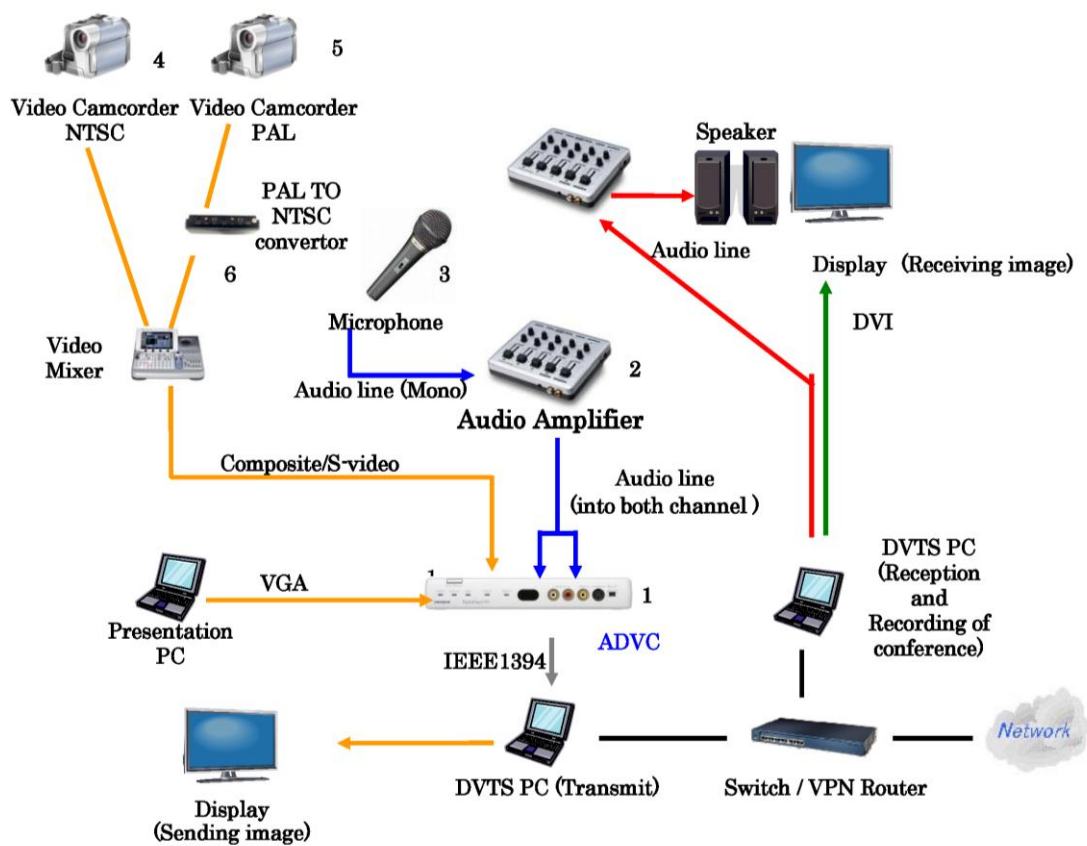 4
5
Video Camcorder
NTSC
Video Camcorder
PAL
PAL TO
NTSC
convertor
6
3
Microphone
Speaker
Audio line
Display (Receiving image)
DVI
Video
Mixer
Audio line (Mono)
2
Audio Amplifier
Composite/S-video
Audio line
(into both channel )
DVTS PC
(Reception
and
Recording of
conference)
VGA
1
1
Presentation
PC
ADVC
IEEE1394
Network
DVTS PC (Transmit)
Switch / VPN Router
Display
(Sending image)